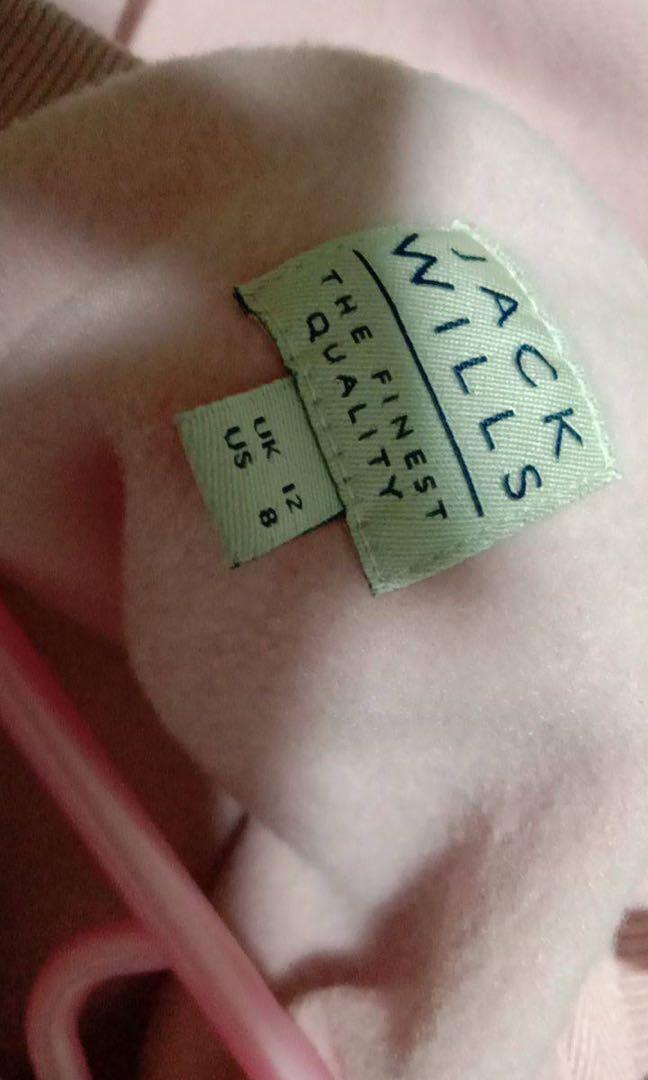 JACK
WILLS
THE FINEST
QUALITY
UK 12
US 8